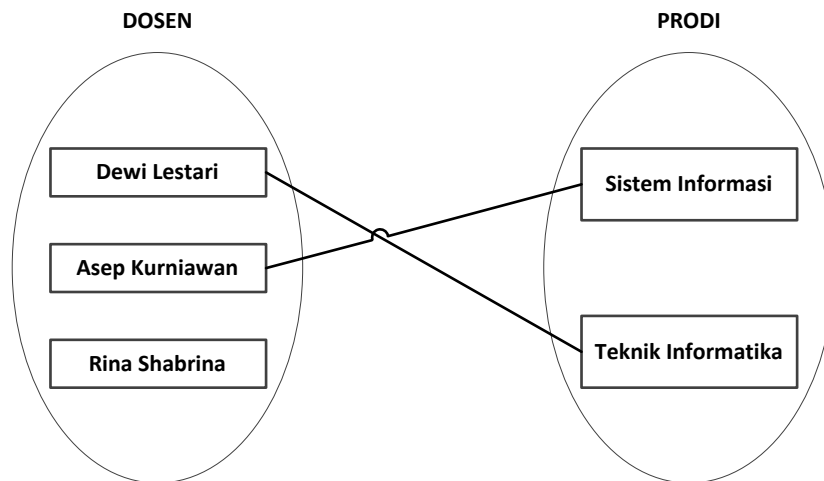 DOSEN
PRODI
Dewi Lestari
Sistem Informasi
Asep Kurniawan
Rina Shabrina
Teknik Informatika